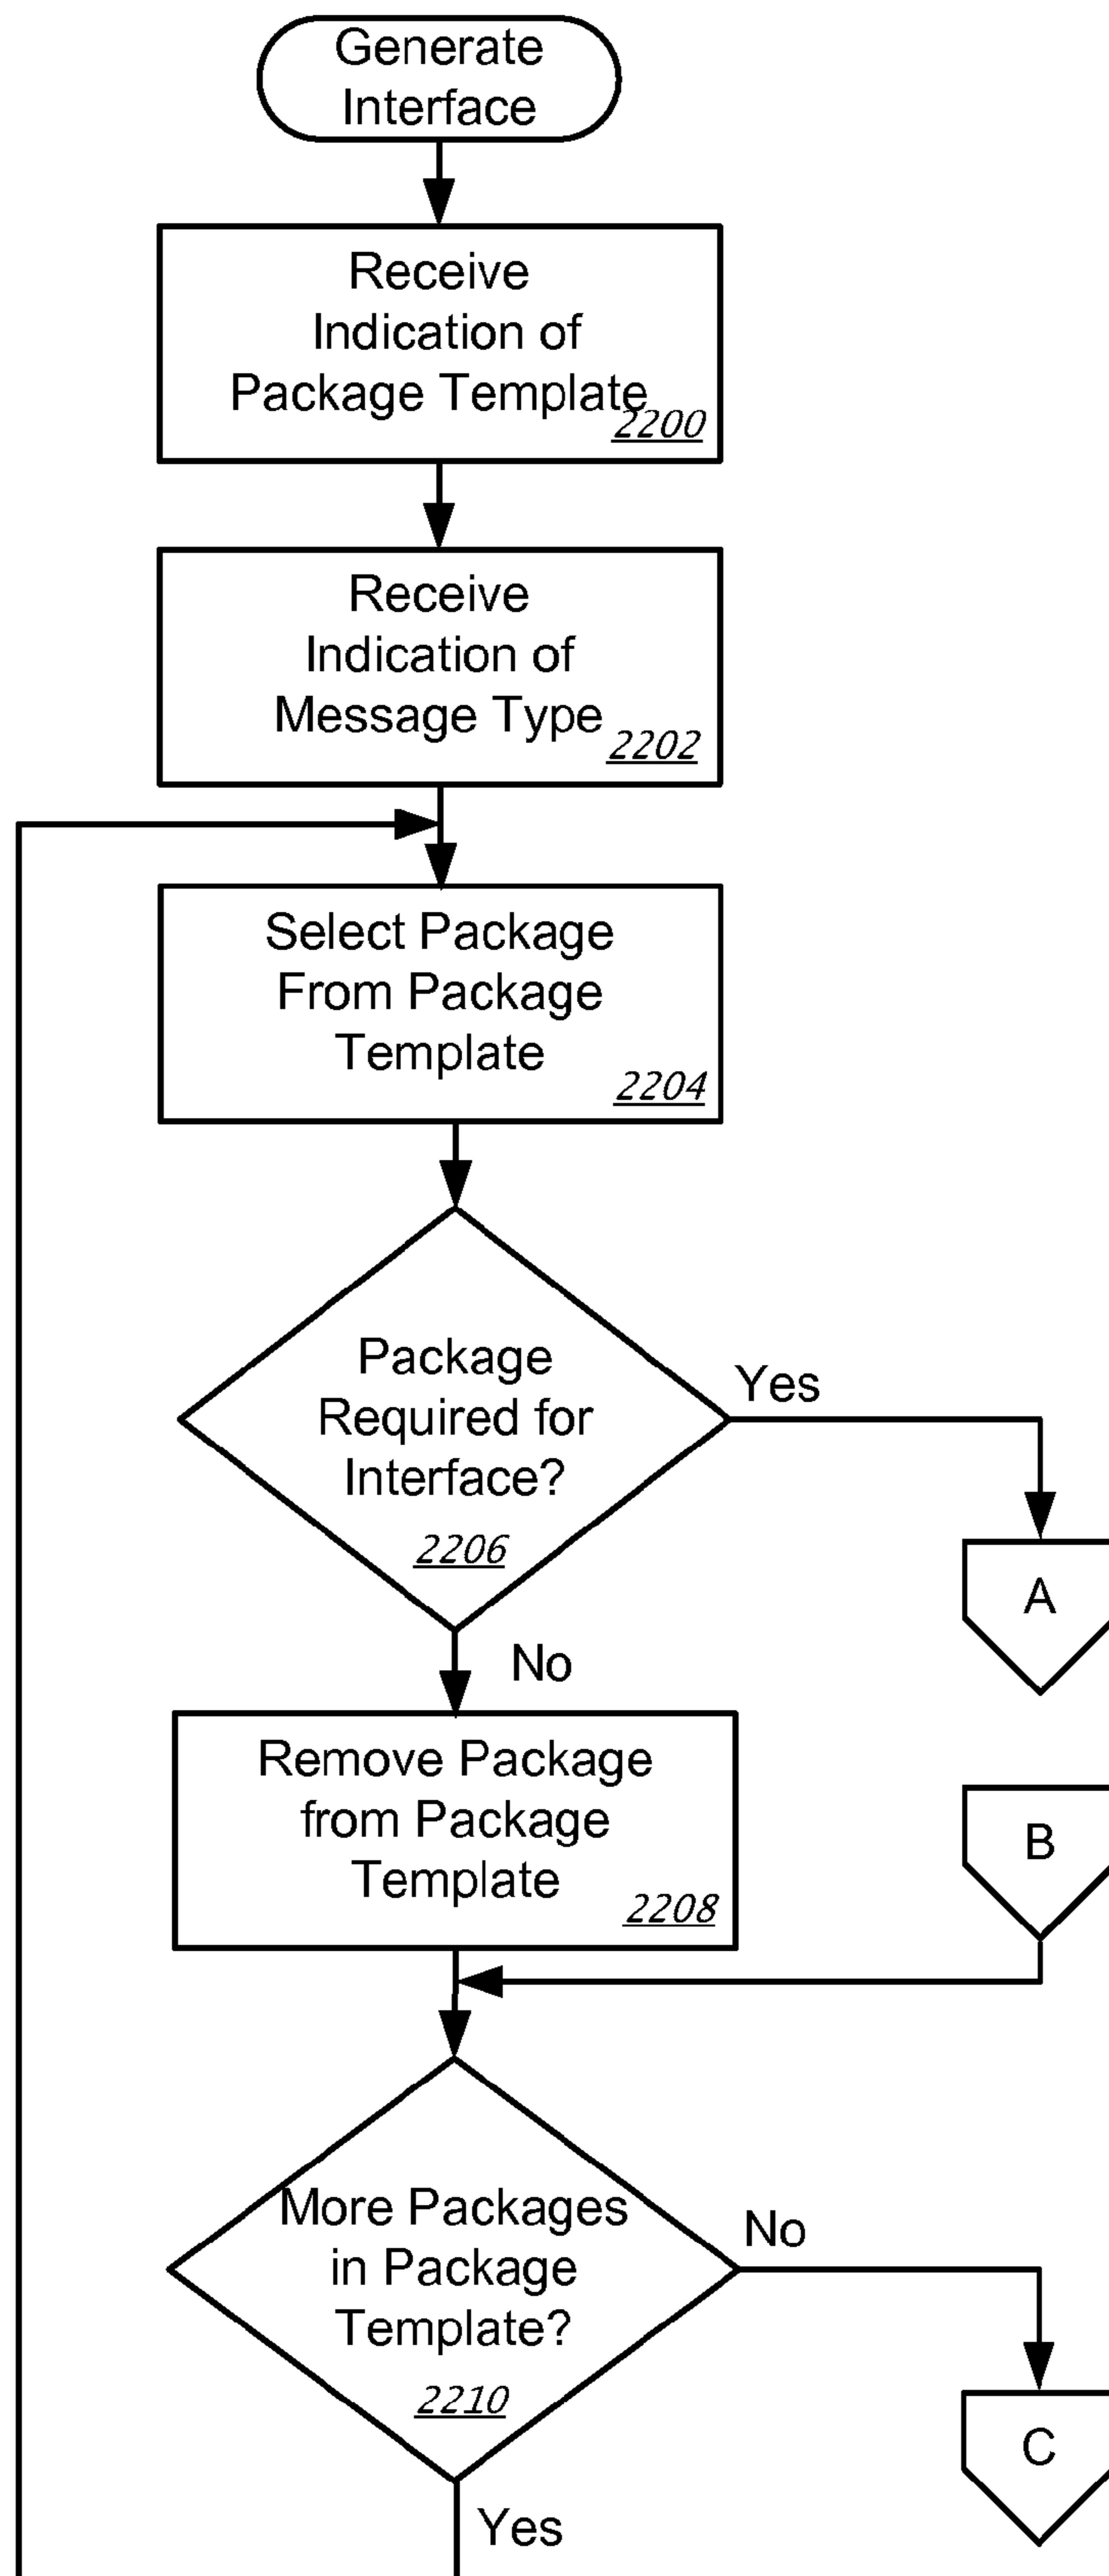 Generate
Interface
Receive
Indication of
Package Template
2200
Receive
Indication of
Message Type
2202
Select Package
From Package
Template
2204
Package
Required for
Interface?
2206
Yes
A
No
Remove Package
from Package
Template
2208
B
More Packages
in Package
Template?
2210
No
C
Yes